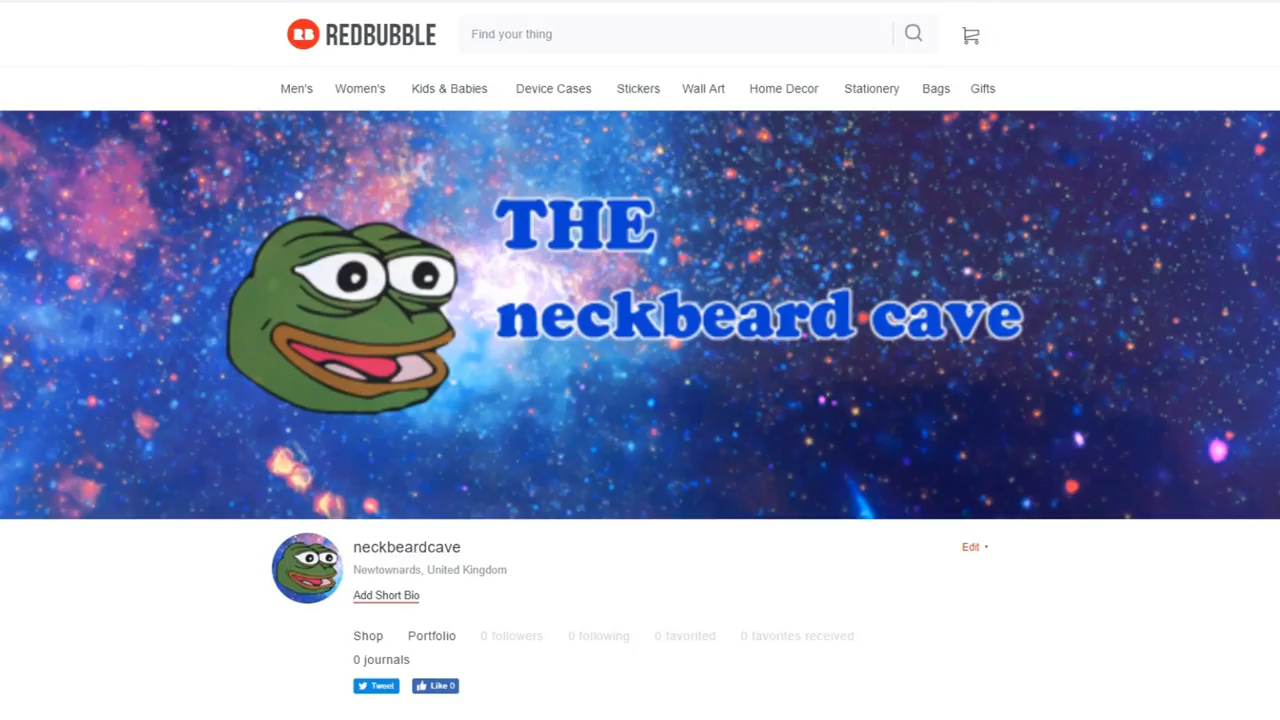 RB REDBUBBLE
Find your thing
Men's Women's Kids & Babies Device Cases Stickers Wall Art Home Decor Stationery Bags Gifts
THE
neckbeard cave
neckbeardcave
Edit
Newtownards, United Kingdom
Add Short Bio
Shop Portfolio 0 followers 0 following 0 favorited 0 favorites received
0 journals
Tweet Like 0